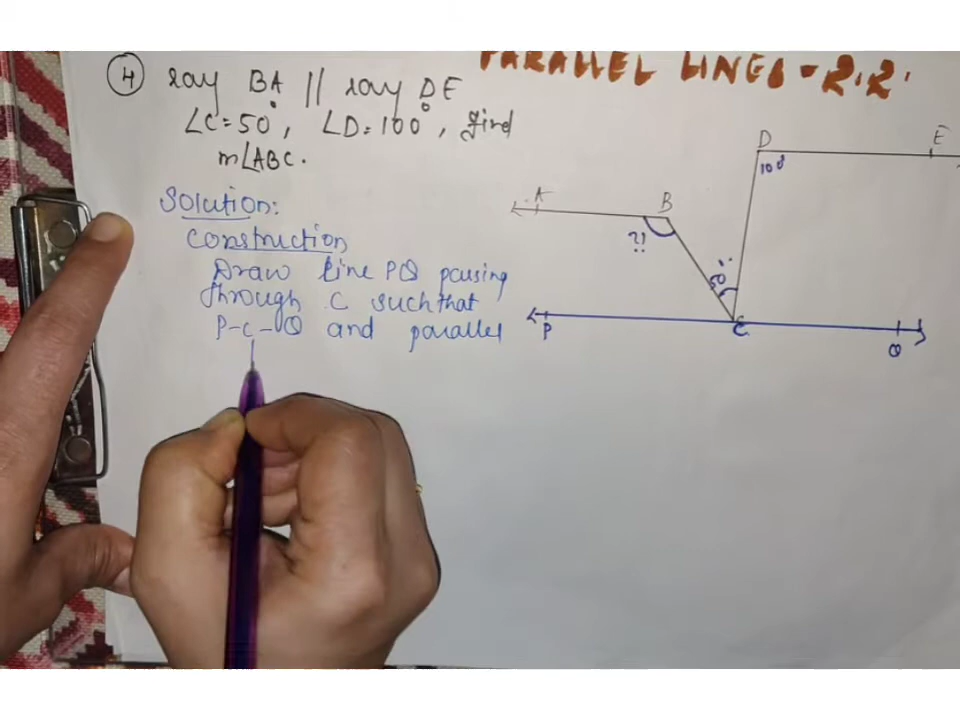 PARALLEL LINES - 2.2
④ ray BA || ray DE
∠C = 50°, ∠D = 100°, find
m∠ABC.
Solution:
Construction
Draw line PQ passing
through C such that
P-C-Q and parallel
D
E
100°
A
B
??
50°
P
C
Q